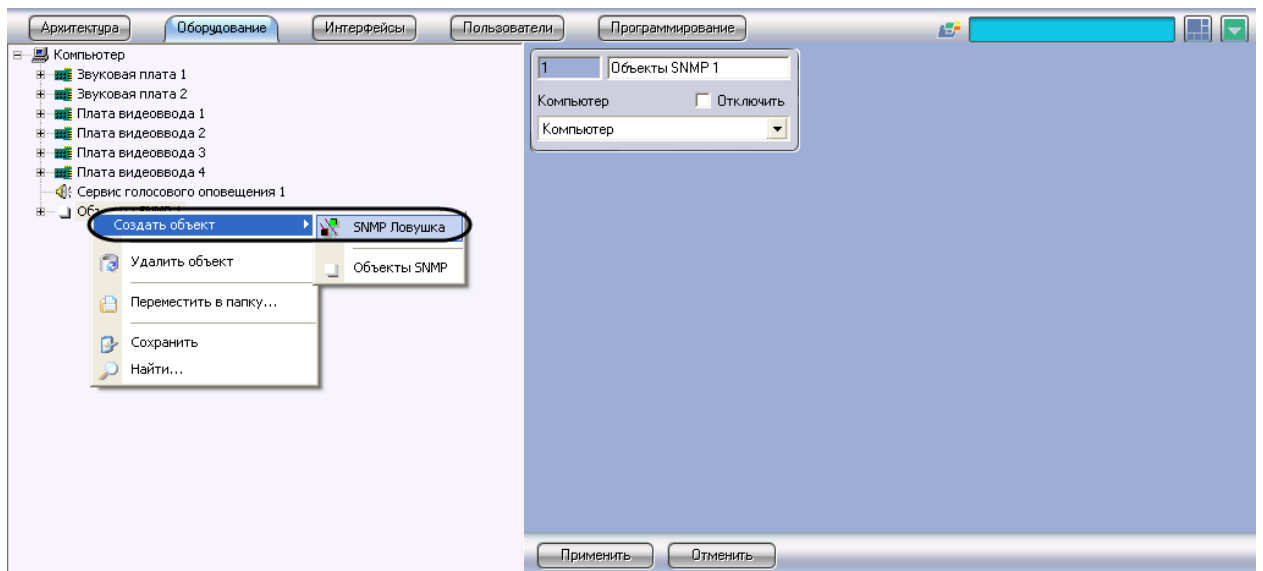 Архитектура Оборудование Интерфейсы Пользователи Программирование
Компьютер
Звуковая плата 1
Звуковая плата 2
Плата видеоввода 1
Плата видеоввода 2
Плата видеоввода 3
Плата видеоввода 4
Сервис голосового оповещения 1
Создать объект
SNMP Ловушка
Удалить объект
Объекты SNMP
Переместить в папку...
Сохранить
Найти...
1 Объекты SNMP 1
Компьютер Отключить
Компьютер
Применить Отменить